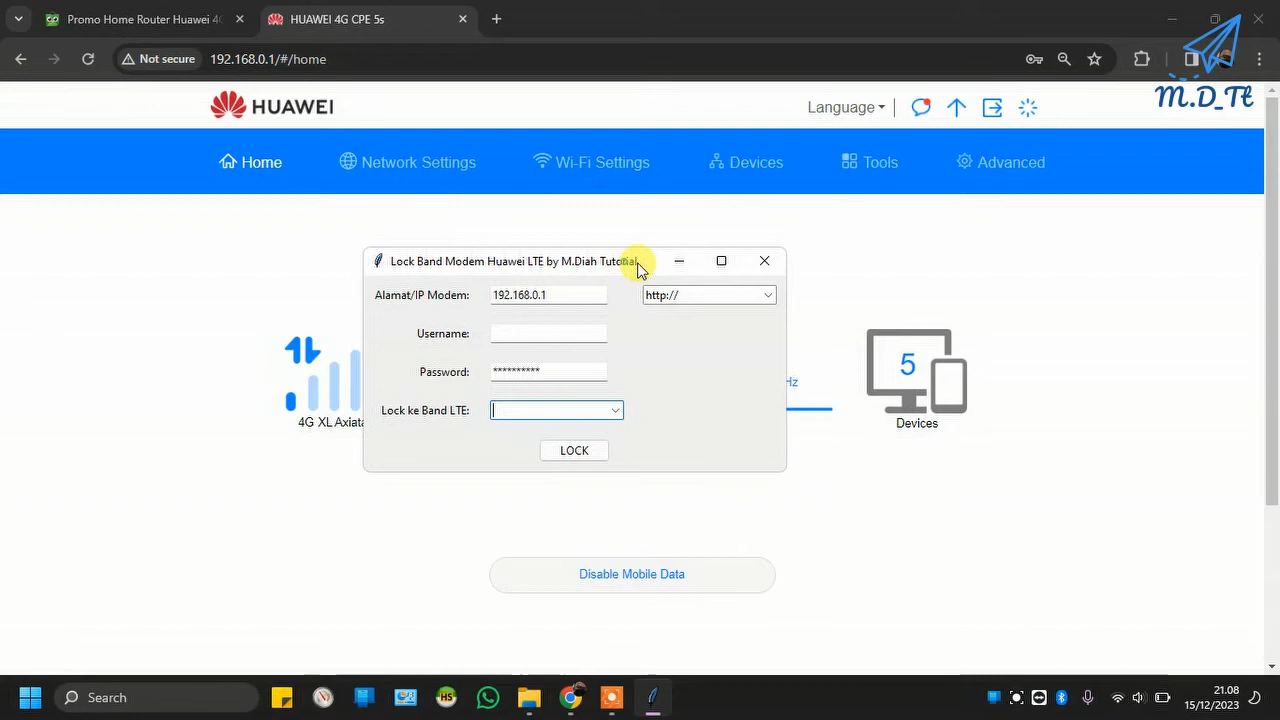 Promo Home Router Huawei 4G
HUAWEI 4G CPE 5s
Not secure
192.168.0.1/#/home
M.D_Tt
HUAWEI
Language
Home
Network Settings
Wi-Fi Settings
Devices
Tools
Advanced
Lock Band Modem Huawei LTE by M.Diah Tutorial
Alamat/IP Modem:
192.168.0.1
http://
Username:
Password:
**********
Lock ke Band LTE:
LOCK
4G XL Axiata
Hz
5
Devices
Disable Mobile Data
Search
HS
21.08
15/12/2023